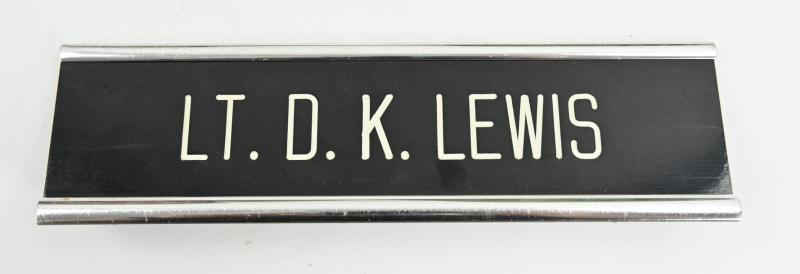 LT. D. K. LEWIS